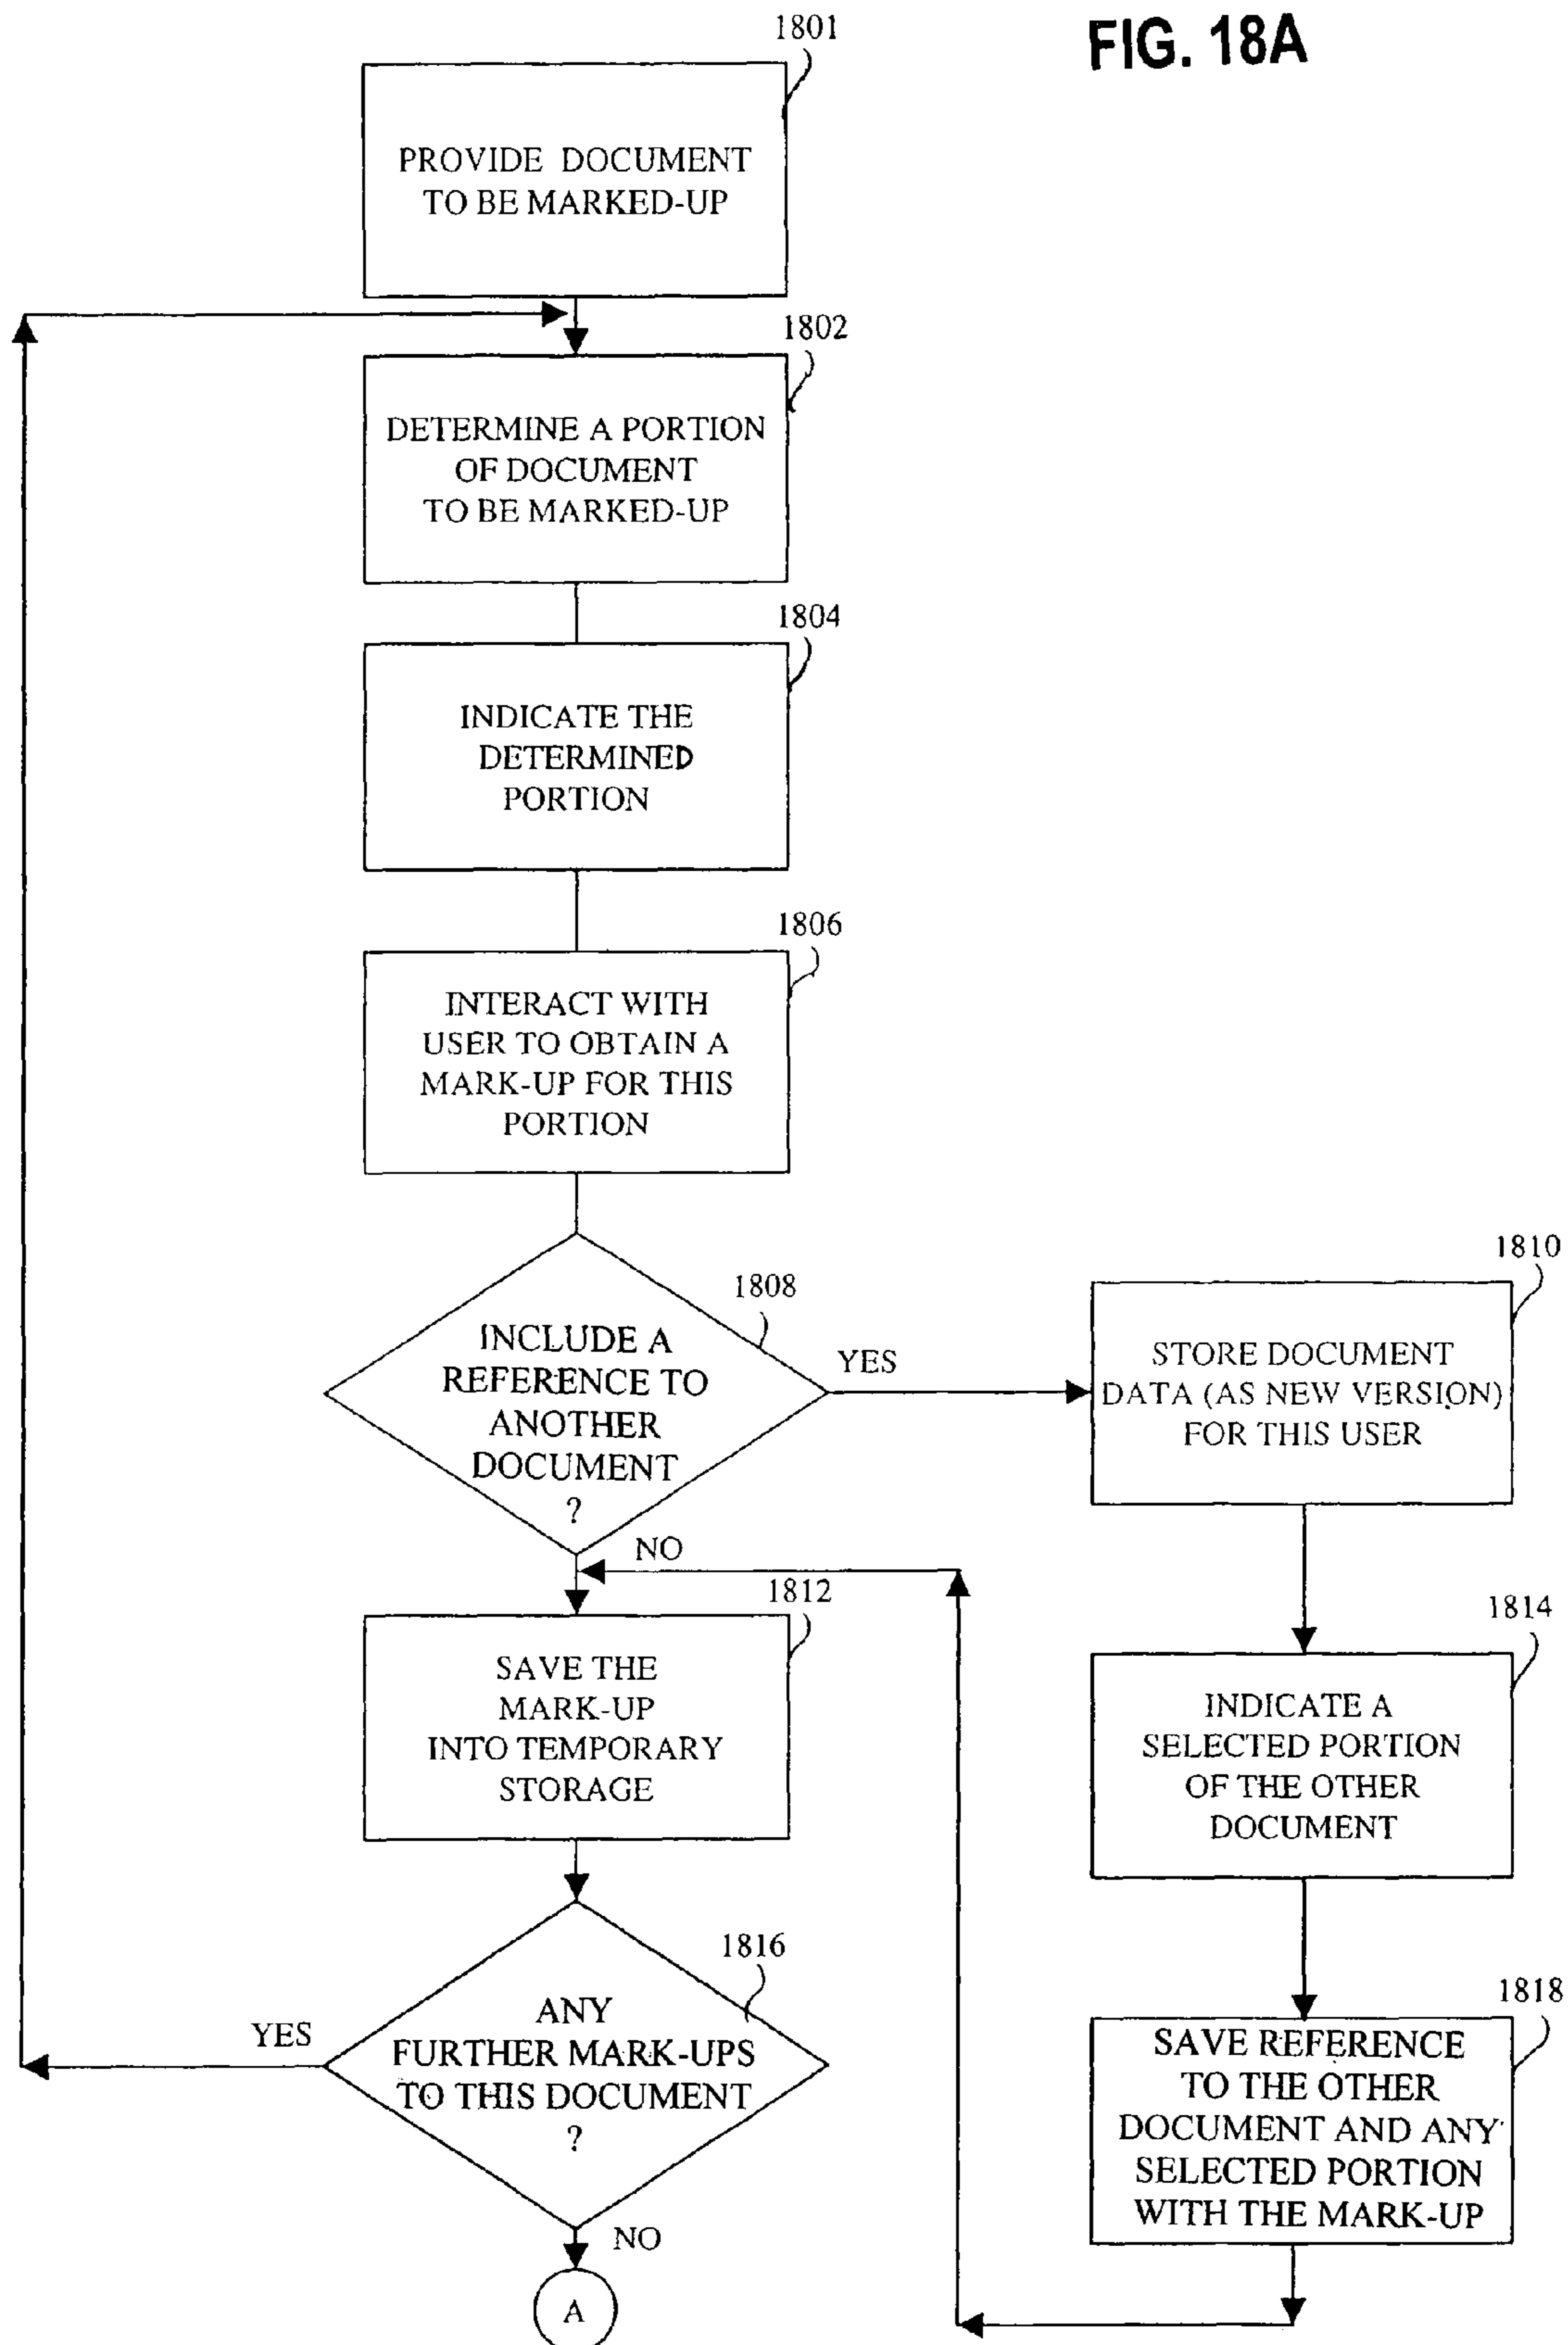 FIG. 18A
1801
PROVIDE DOCUMENT
TO BE MARKED-UP
1802
DETERMINE A PORTION
OF DOCUMENT
TO BE MARKED-UP
1804
INDICATE THE
DETERMINED
PORTION
1806
INTERACT WITH
USER TO OBTAIN A
MARK-UP FOR THIS
PORTION
1808
INCLUDE A
REFERENCE TO
ANOTHER
DOCUMENT
?
YES
NO
1810
STORE DOCUMENT
DATA (AS NEW VERSION)
FOR THIS USER
1812
SAVE THE
MARK-UP
INTO TEMPORARY
STORAGE
1814
INDICATE A
SELECTED PORTION
OF THE OTHER
DOCUMENT
1816
ANY
FURTHER MARK-UPS
TO THIS DOCUMENT
?
YES
NO
1818
SAVE REFERENCE
TO THE OTHER
DOCUMENT AND ANY
SELECTED PORTION
WITH THE MARK-UP
A